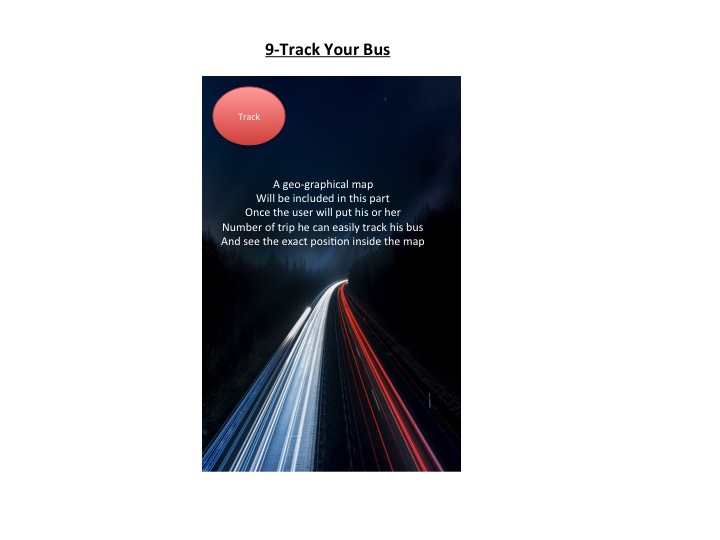 9-Track Your Bus
Track
A geo-graphical map
Will be included in this part
Once the user will put his or her
Number of trip he can easily track his bus
And see the exact position inside the map